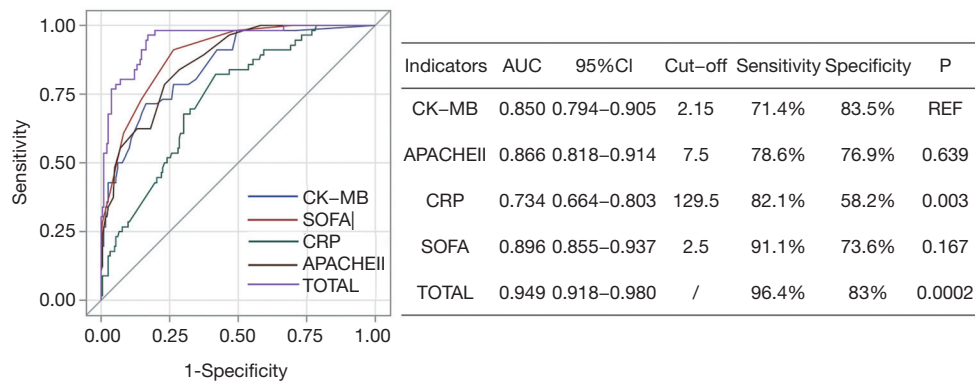 1.00
0.75
0.50
0.25
0.00
Sensitivity
CK-MB
SOFA|
CRP
APACHEII
TOTAL
0.00 0.25 0.50 0.75 1.00
1-Specificity
Indicators AUC 95%CI Cut-off Sensitivity Specificity P
CK-MB 0.850 0.794-0.905 2.15 71.4% 83.5% REF
APACHEII 0.866 0.818-0.914 7.5 78.6% 76.9% 0.639
CRP 0.734 0.664-0.803 129.5 82.1% 58.2% 0.003
SOFA 0.896 0.855-0.937 2.5 91.1% 73.6% 0.167
TOTAL 0.949 0.918-0.980 / 96.4% 83% 0.0002